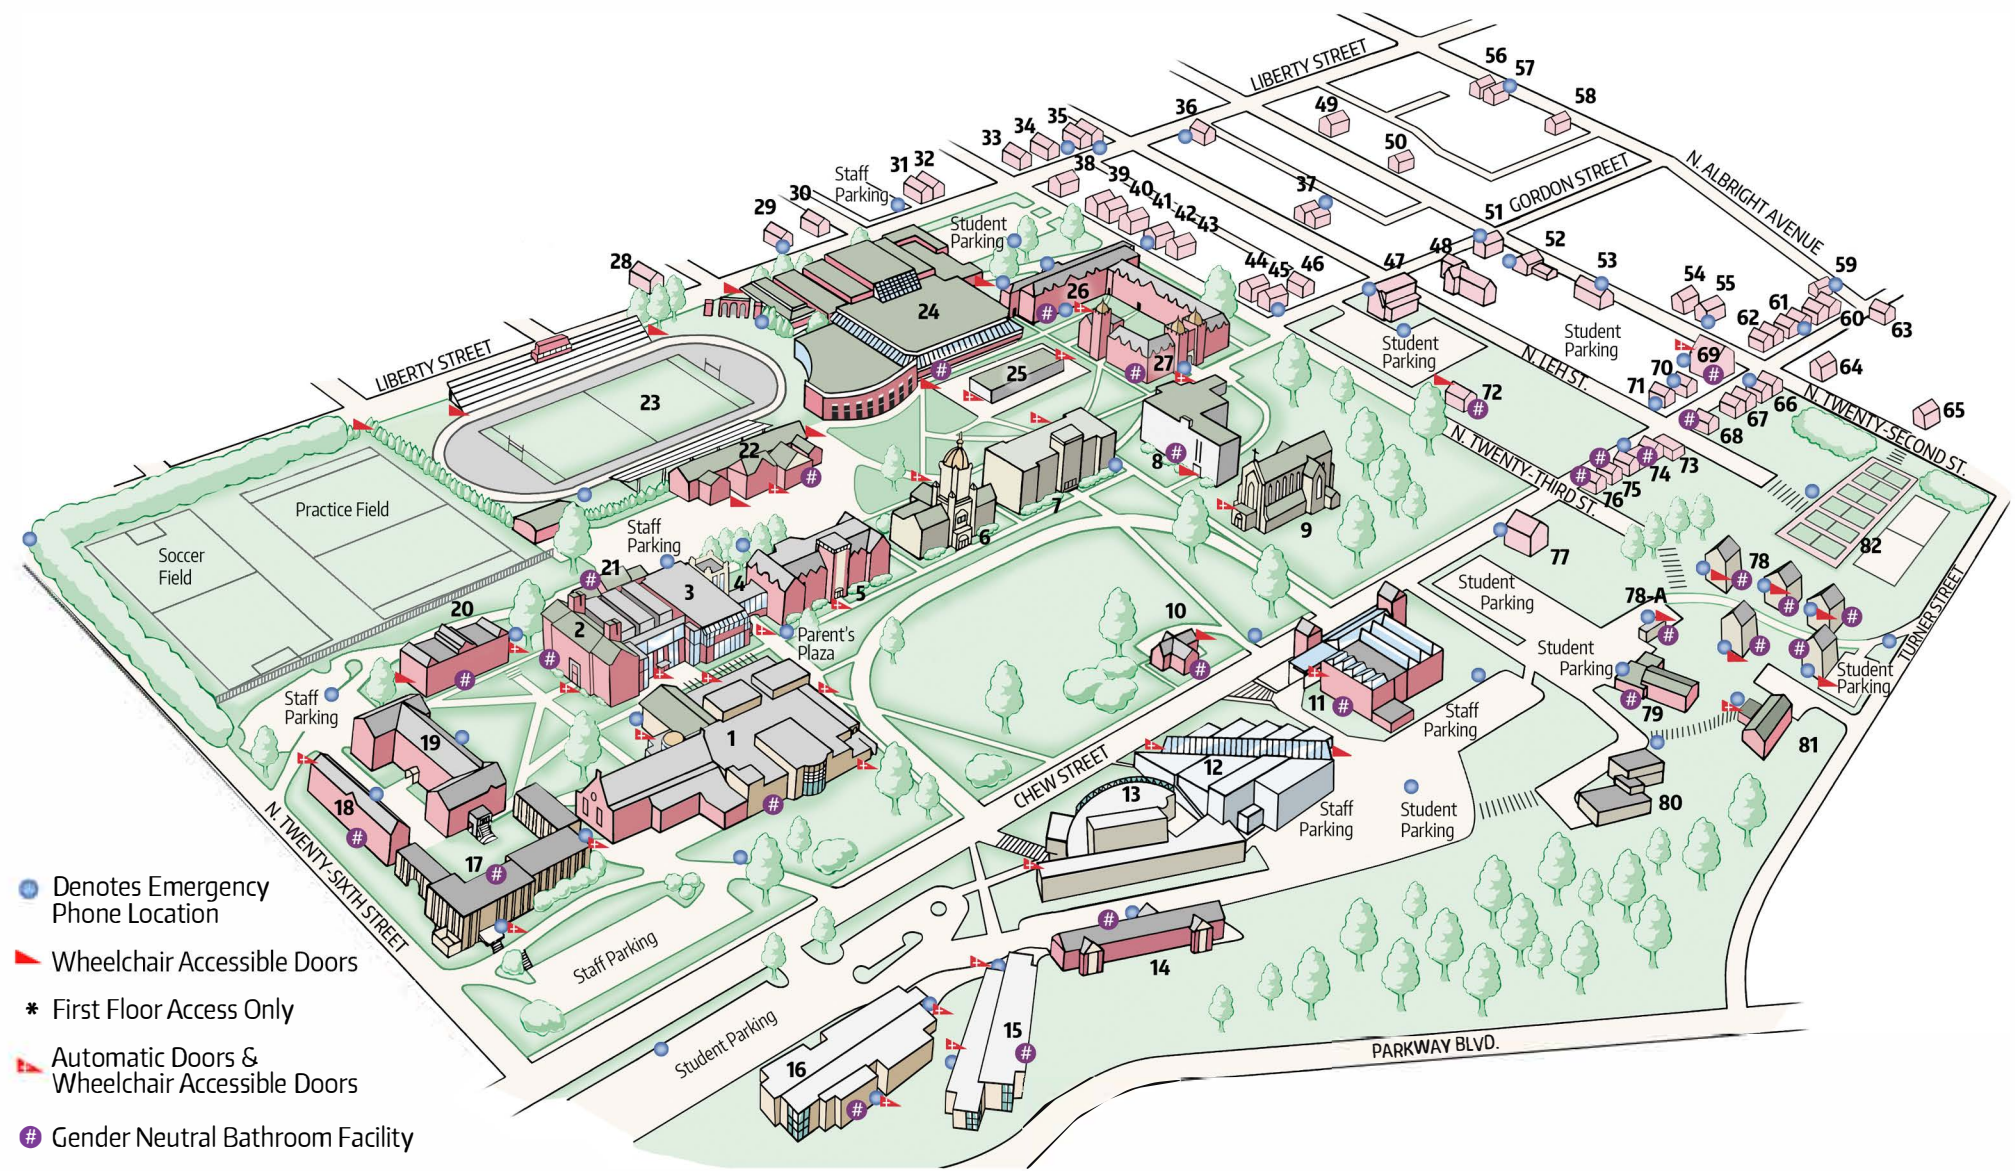 LIBERTY STREET
56
57
58
49
36
35
34
33
50
N. ALBRIGHT AVENUE
GORDON STREET
31
32
Staff
Parking
30
29
38
39
40
41
42
43
37
51
52
53
54
55
59
60
61
62
63
64
65
28
Student
Parking
44
45
46
47
48
26
24
27
25
23
22
LIBERTY STREET
Student
Parking
Student
Parking
N. LEH ST.
69
70
71
72
66
67
68
N. TWENTY-SECOND ST.
N. TWENTY-THIRD ST.
73
74
75
76
77
82
Practice Field
Soccer
Field
Staff
Parking
8
7
6
9
21
3
4
5
2
20
10
Parent's
Plaza
Student
Parking
78
78-A
TURNER STREET
Student
Parking
Student
Parking
79
81
80
Staff
Parking
19
18
17
1
11
Staff
Parking
CHEW STREET
12
13
Staff
Parking
Student
Parking
N. TWENTY-SIXTH STREET
Staff Parking
Student Parking
14
15
16
PARKWAY BLVD.
Denotes Emergency
Phone Location
Wheelchair Accessible Doors
* First Floor Access Only
Automatic Doors &
Wheelchair Accessible Doors
# Gender Neutral Bathroom Facility